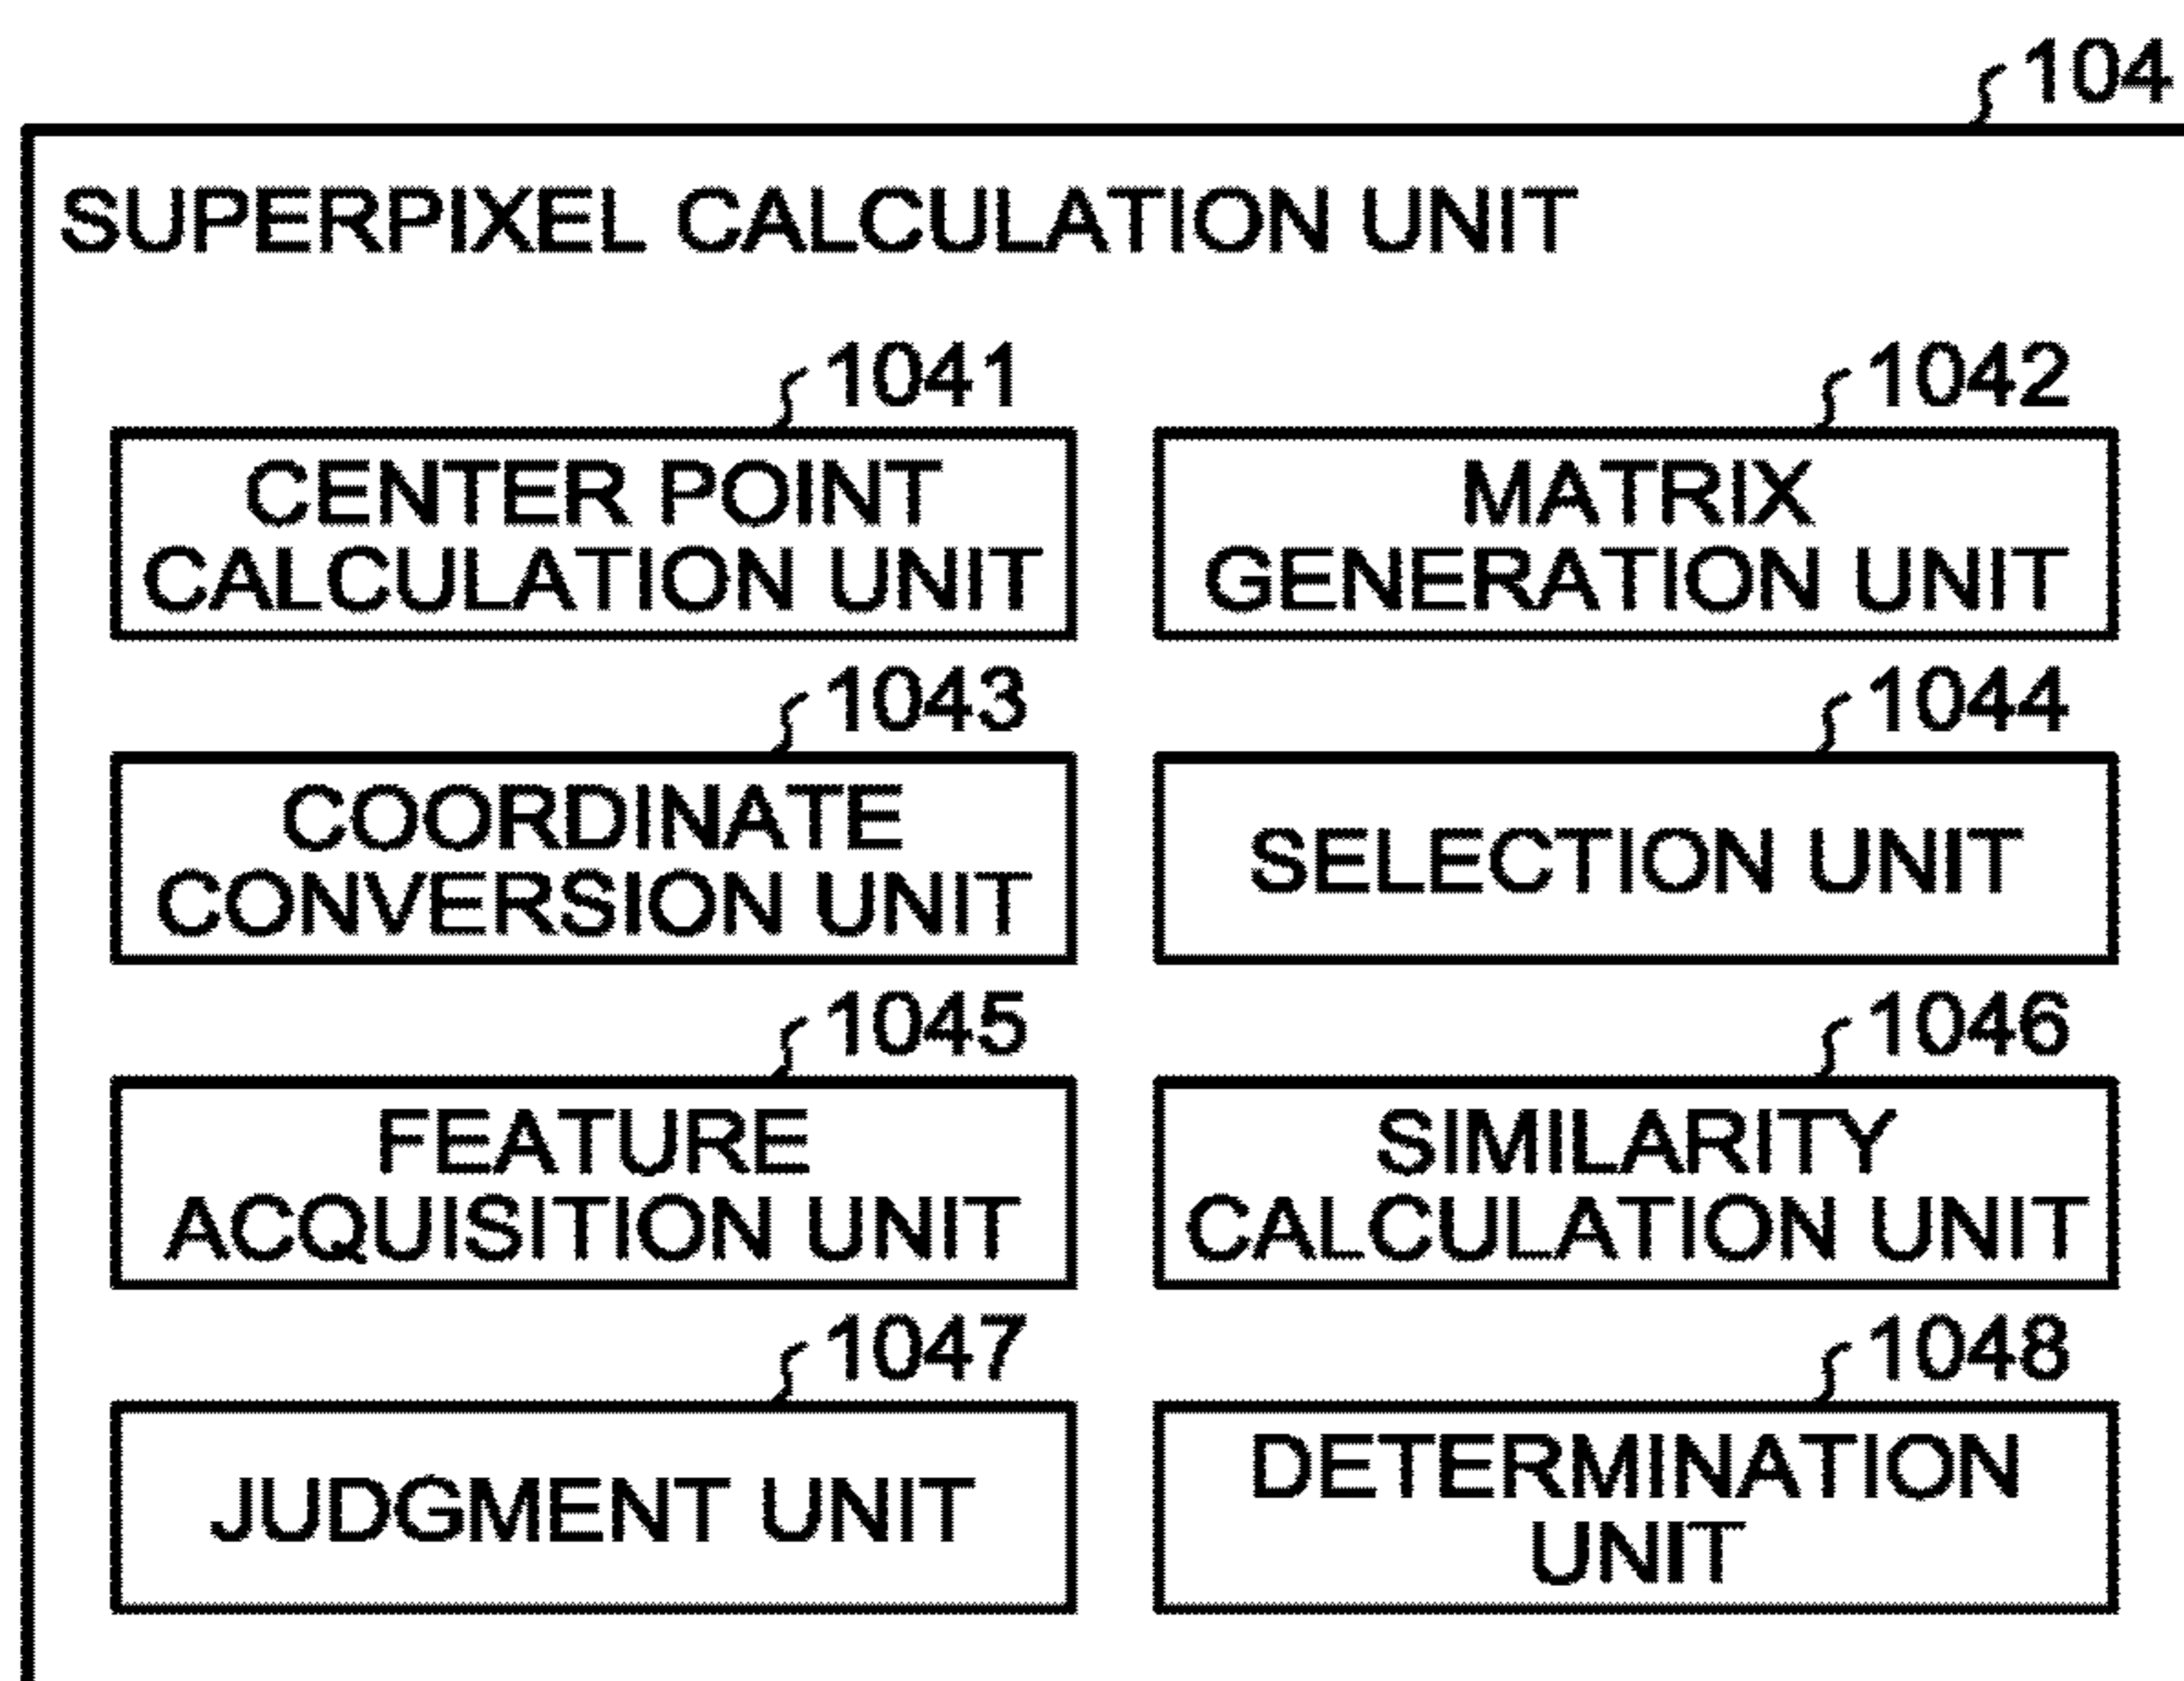 104
SUPERPIXEL CALCULATION UNIT
1041
CENTER POINT
CALCULATION UNIT
1042
MATRIX
GENERATION UNIT
1043
COORDINATE
CONVERSION UNIT
1044
SELECTION UNIT
1045
FEATURE
ACQUISITION UNIT
1046
SIMILARITY
CALCULATION UNIT
1047
JUDGMENT UNIT
1048
DETERMINATION
UNIT